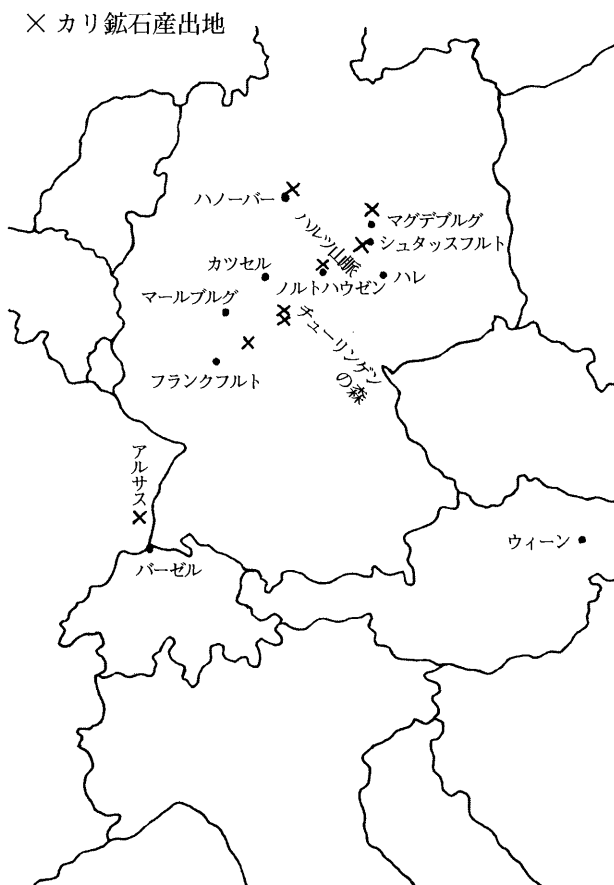 × カリ鉱石産出地
ハノーバー
ハルツ山脈
マグデブルグ
シュタッスフルト
カツセル
ノルトハウゼン
ハレ
マールブルグ
チューリンゲン
の森
フランクフルト
アルサス
ウィーン
バーゼル